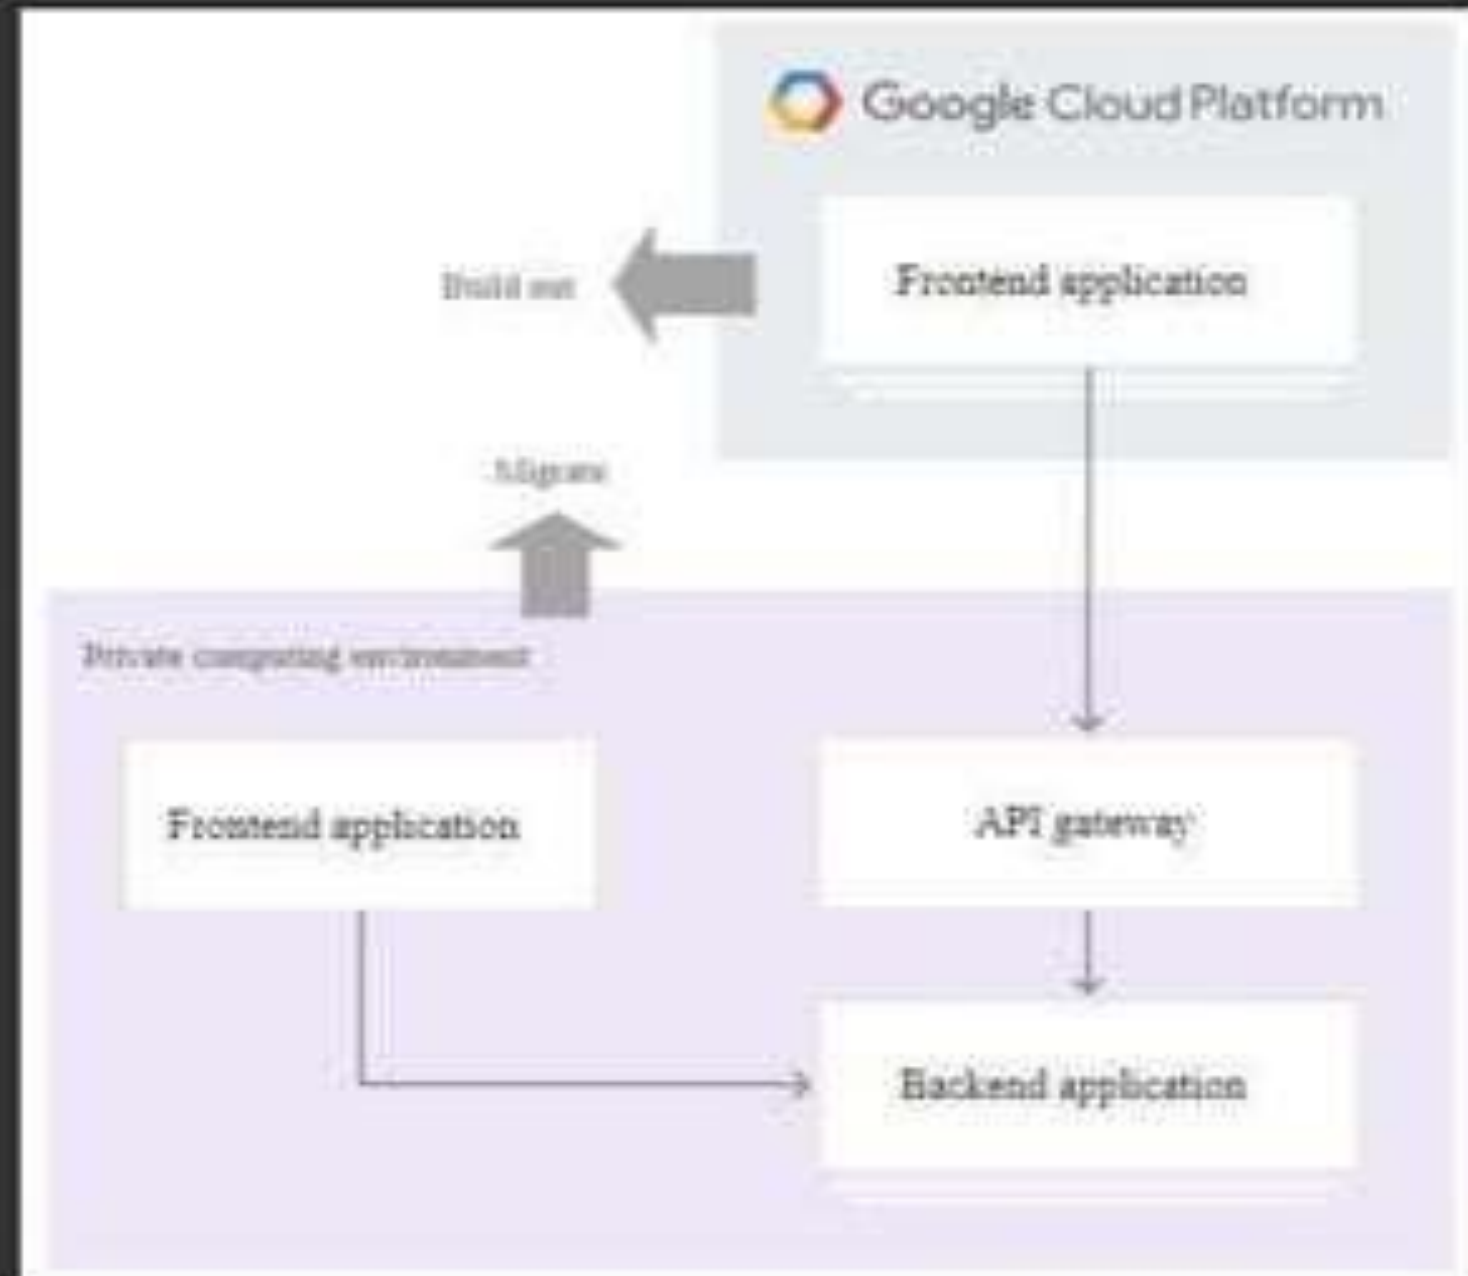 Google Cloud Platform
Frontend application
Build out
Migrate
Private computing environment
Frontend application
API gateway
Backend application